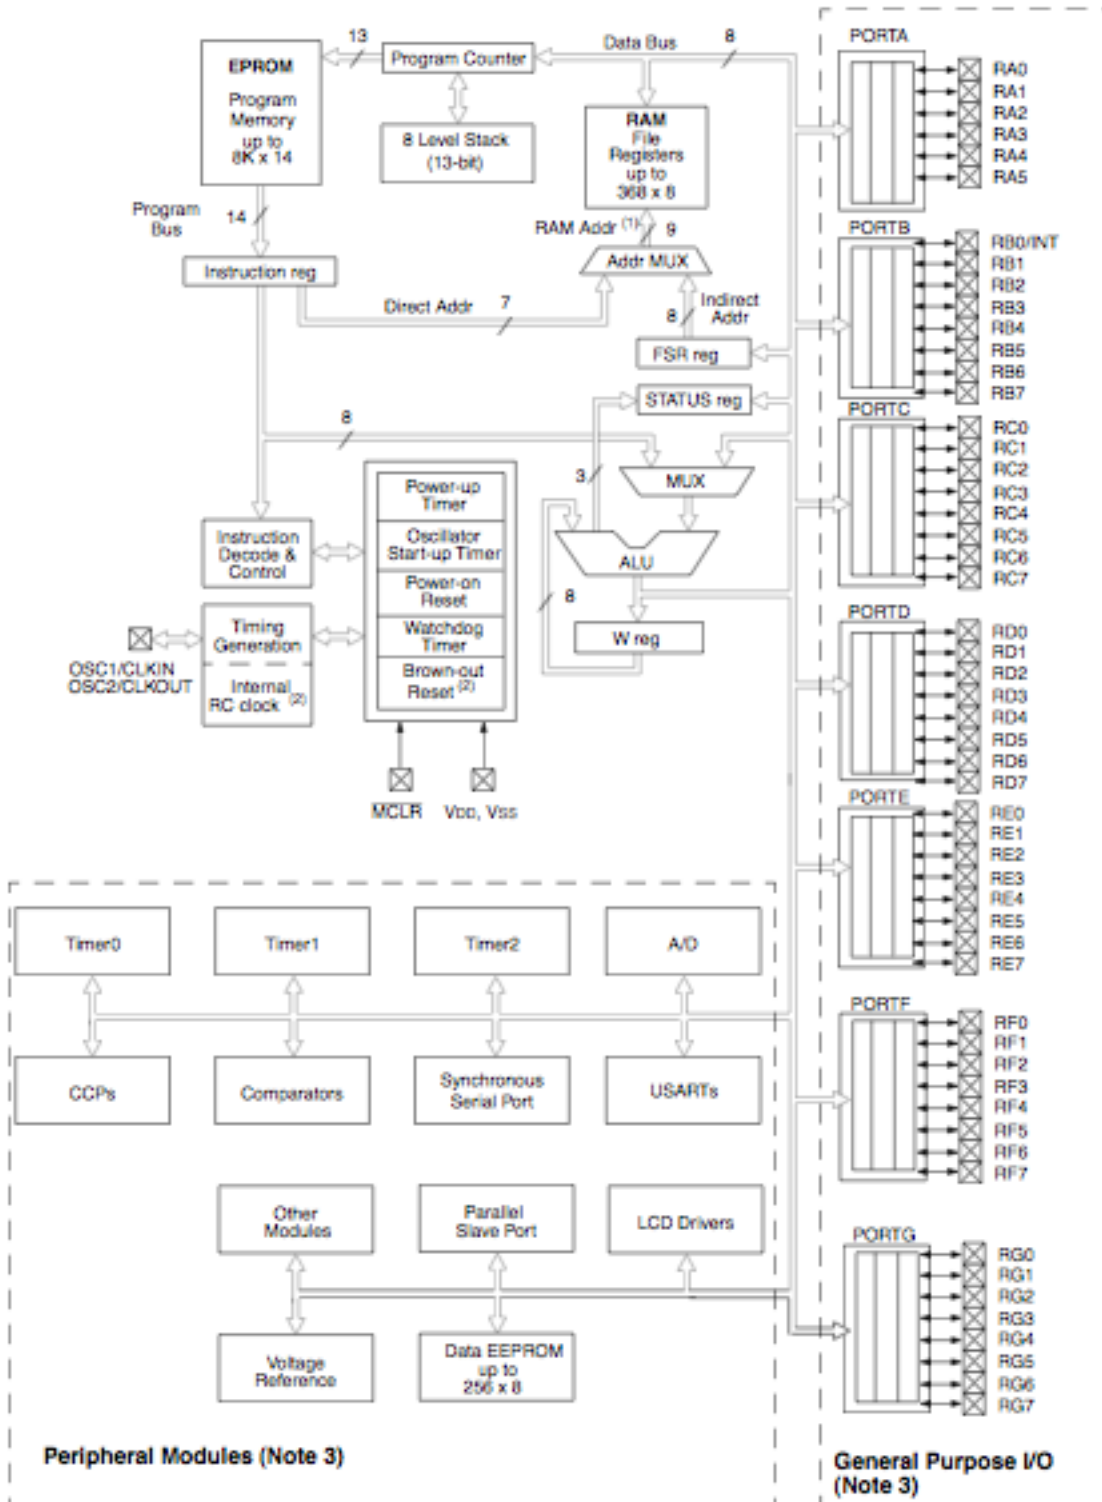 13
Data Bus
8
PORTA
EPROM
Program
Memory
up to
8K x 14
Program Counter
8 Level Stack
(13-bit)
RAM
File
Registers
up to
368 x 8
RA0
RA1
RA2
RA3
RA4
RA5
Program
Bus
14
RAM Addr (1)
9
PORTB
Instruction reg
Addr MUX
RB0/INT
RB1
RB2
RB3
RB4
RB5
RB6
RB7
Direct Addr
7
8
Indirect
Addr
FSR reg
STATUS reg
PORTC
RC0
RC1
RC2
RC3
RC4
RC5
RC6
RC7
8
3
MUX
Power-up
Timer
Oscillator
Start-up Timer
Power-on
Reset
Watchdog
Timer
Brown-out
Reset (2)
Instruction
Decode &
Control
ALU
8
W reg
Timing
Generation
Internal
RC clock (2)
OSC1/CLKIN
OSC2/CLKOUT
MCLR
VDD, VSS
PORTD
RD0
RD1
RD2
RD3
RD4
RD5
RD6
RD7
PORTE
RE0
RE1
RE2
RE3
RE4
RE5
RE6
RE7
Timer0
Timer1
Timer2
A/D
CCPs
Comparators
Synchronous
Serial Port
USARTs
PORTF
RF0
RF1
RF2
RF3
RF4
RF5
RF6
RF7
Other
Modules
Parallel
Slave Port
LCD Drivers
Voltage
Reference
Data EEPROM
up to
256 x 8
PORTG
RG0
RG1
RG2
RG3
RG4
RG5
RG6
RG7
Peripheral Modules (Note 3)
General Purpose I/O
(Note 3)